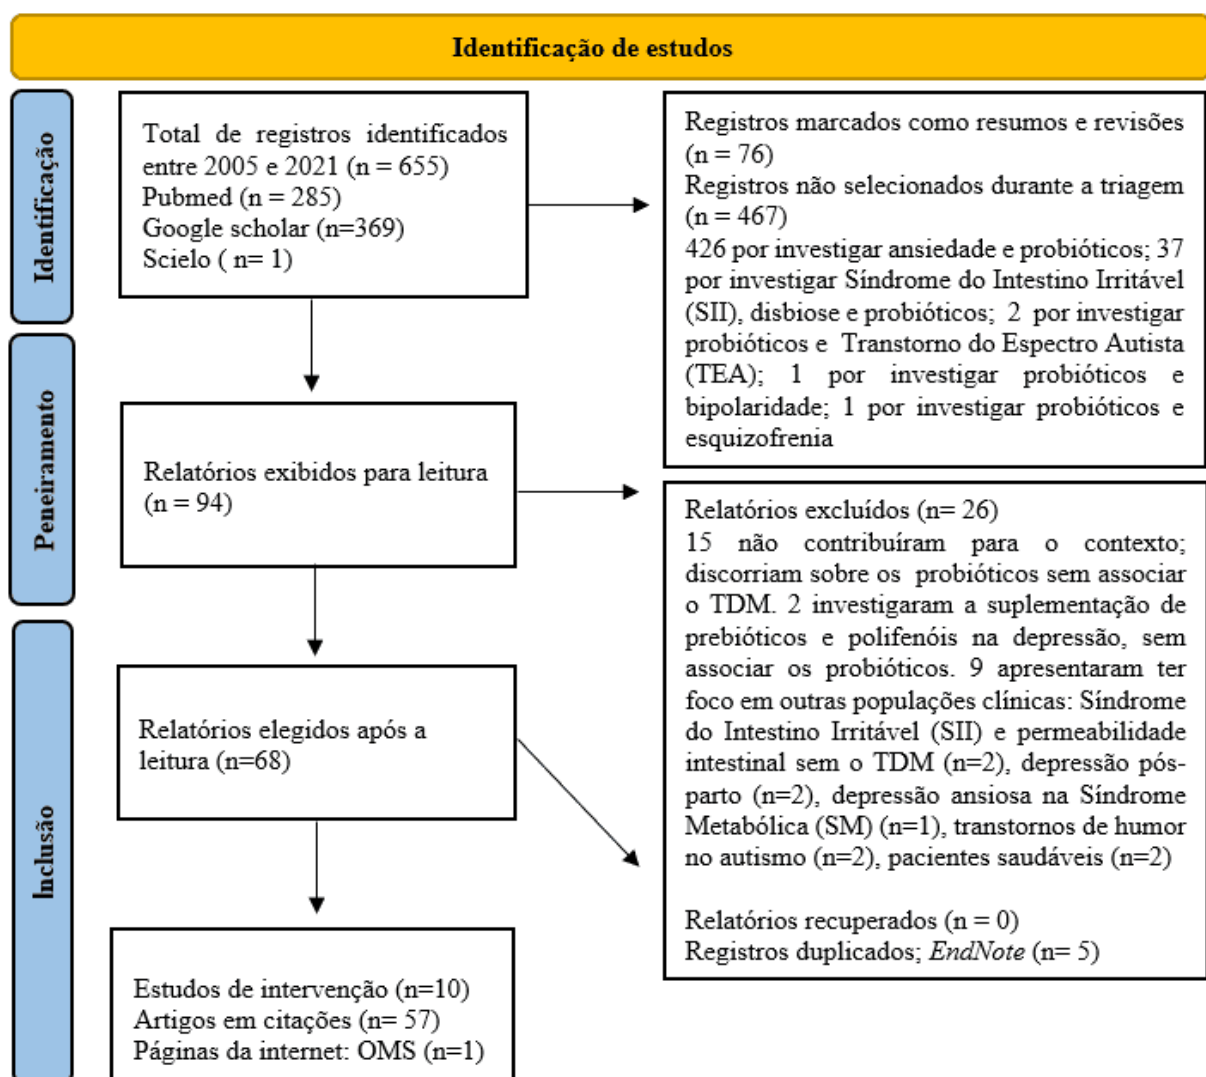 Identificação de estudos
Identificação
Total de registros identificados
entre 2005 e 2021 (n = 655)
Pubmed (n = 285)
Google scholar (n=369)
Scielo ( n= 1)
Registros marcados como resumos e revisões
(n = 76)
Registros não selecionados durante a triagem
(n = 467)
426 por investigar ansiedade e probióticos; 37
por investigar Síndrome do Intestino Irritável
(SII), disbiose e probióticos; 2 por investigar
probióticos e Transtorno do Espectro Autista
(TEA); 1 por investigar probióticos e
bipolaridade; 1 por investigar probióticos e
esquizofrenia
Peneiramento
Relatórios exibidos para leitura
(n = 94)
Relatórios excluídos (n= 26)
15 não contribuíram para o contexto;
discorriam sobre os probióticos sem associar
o TDM. 2 investigaram a suplementação de
prebióticos e polifenóis na depressão, sem
associar os probióticos. 9 apresentaram ter
foco em outras populações clínicas: Síndrome
do Intestino Irritável (SII) e permeabilidade
intestinal sem o TDM (n=2), depressão pós-
parto (n=2), depressão ansiosa na Síndrome
Metabólica (SM) (n=1), transtornos de humor
no autismo (n=2), pacientes saudáveis (n=2)
Relatórios recuperados (n = 0)
Registros duplicados; EndNote (n= 5)
Inclusão
Relatórios elegidos após a
leitura (n=68)
Estudos de intervenção (n=10)
Artigos em citações (n= 57)
Páginas da internet: OMS (n=1)